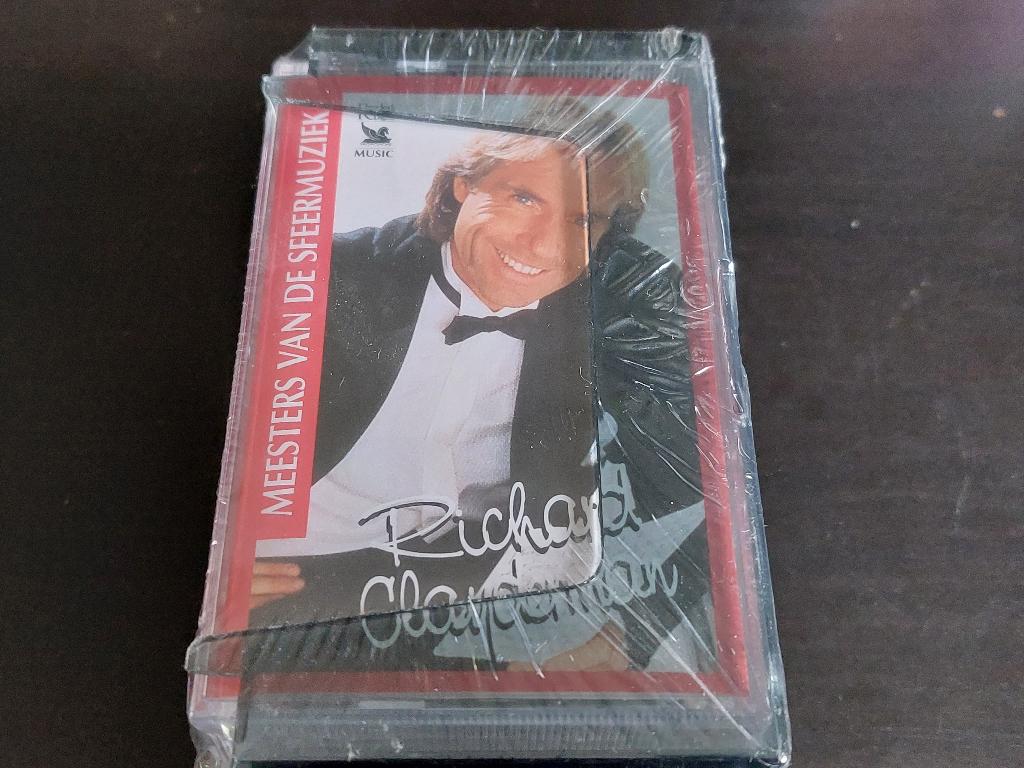 MEESTERS VAN DE SFEERMUZIEK
MUSIC
Richard
Clayderman